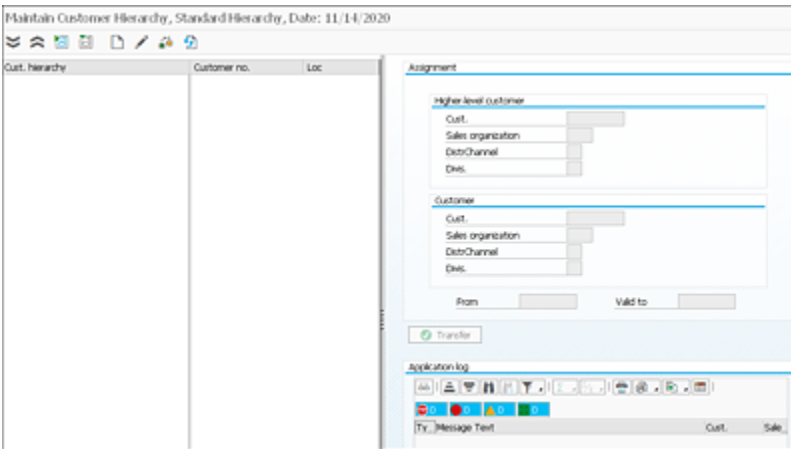 Maintain Customer Hierarchy, Standard Hierarchy, Date: 11/14/2020
Cust. hierarchy Customer no. Loc
Assignment
Higher-level customer
Cust.
Sales organization
DistrChannel
Divis.
Customer
Cust.
Sales organization
DistrChannel
Divis.
From Valid to
Transfer
Application log
0 0 0 0
Ty.. Message Text Cust. Sale..